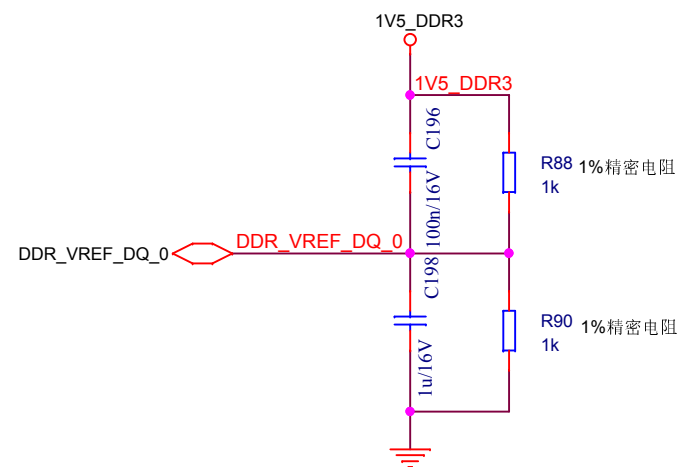 1V5_DDR3
1V5_DDR3
C196
100n/16V
R88 1%精密电阻
1k
DDR_VREF_DQ_0
DDR_VREF_DQ_0
C198
1u/16V
R90 1%精密电阻
1k